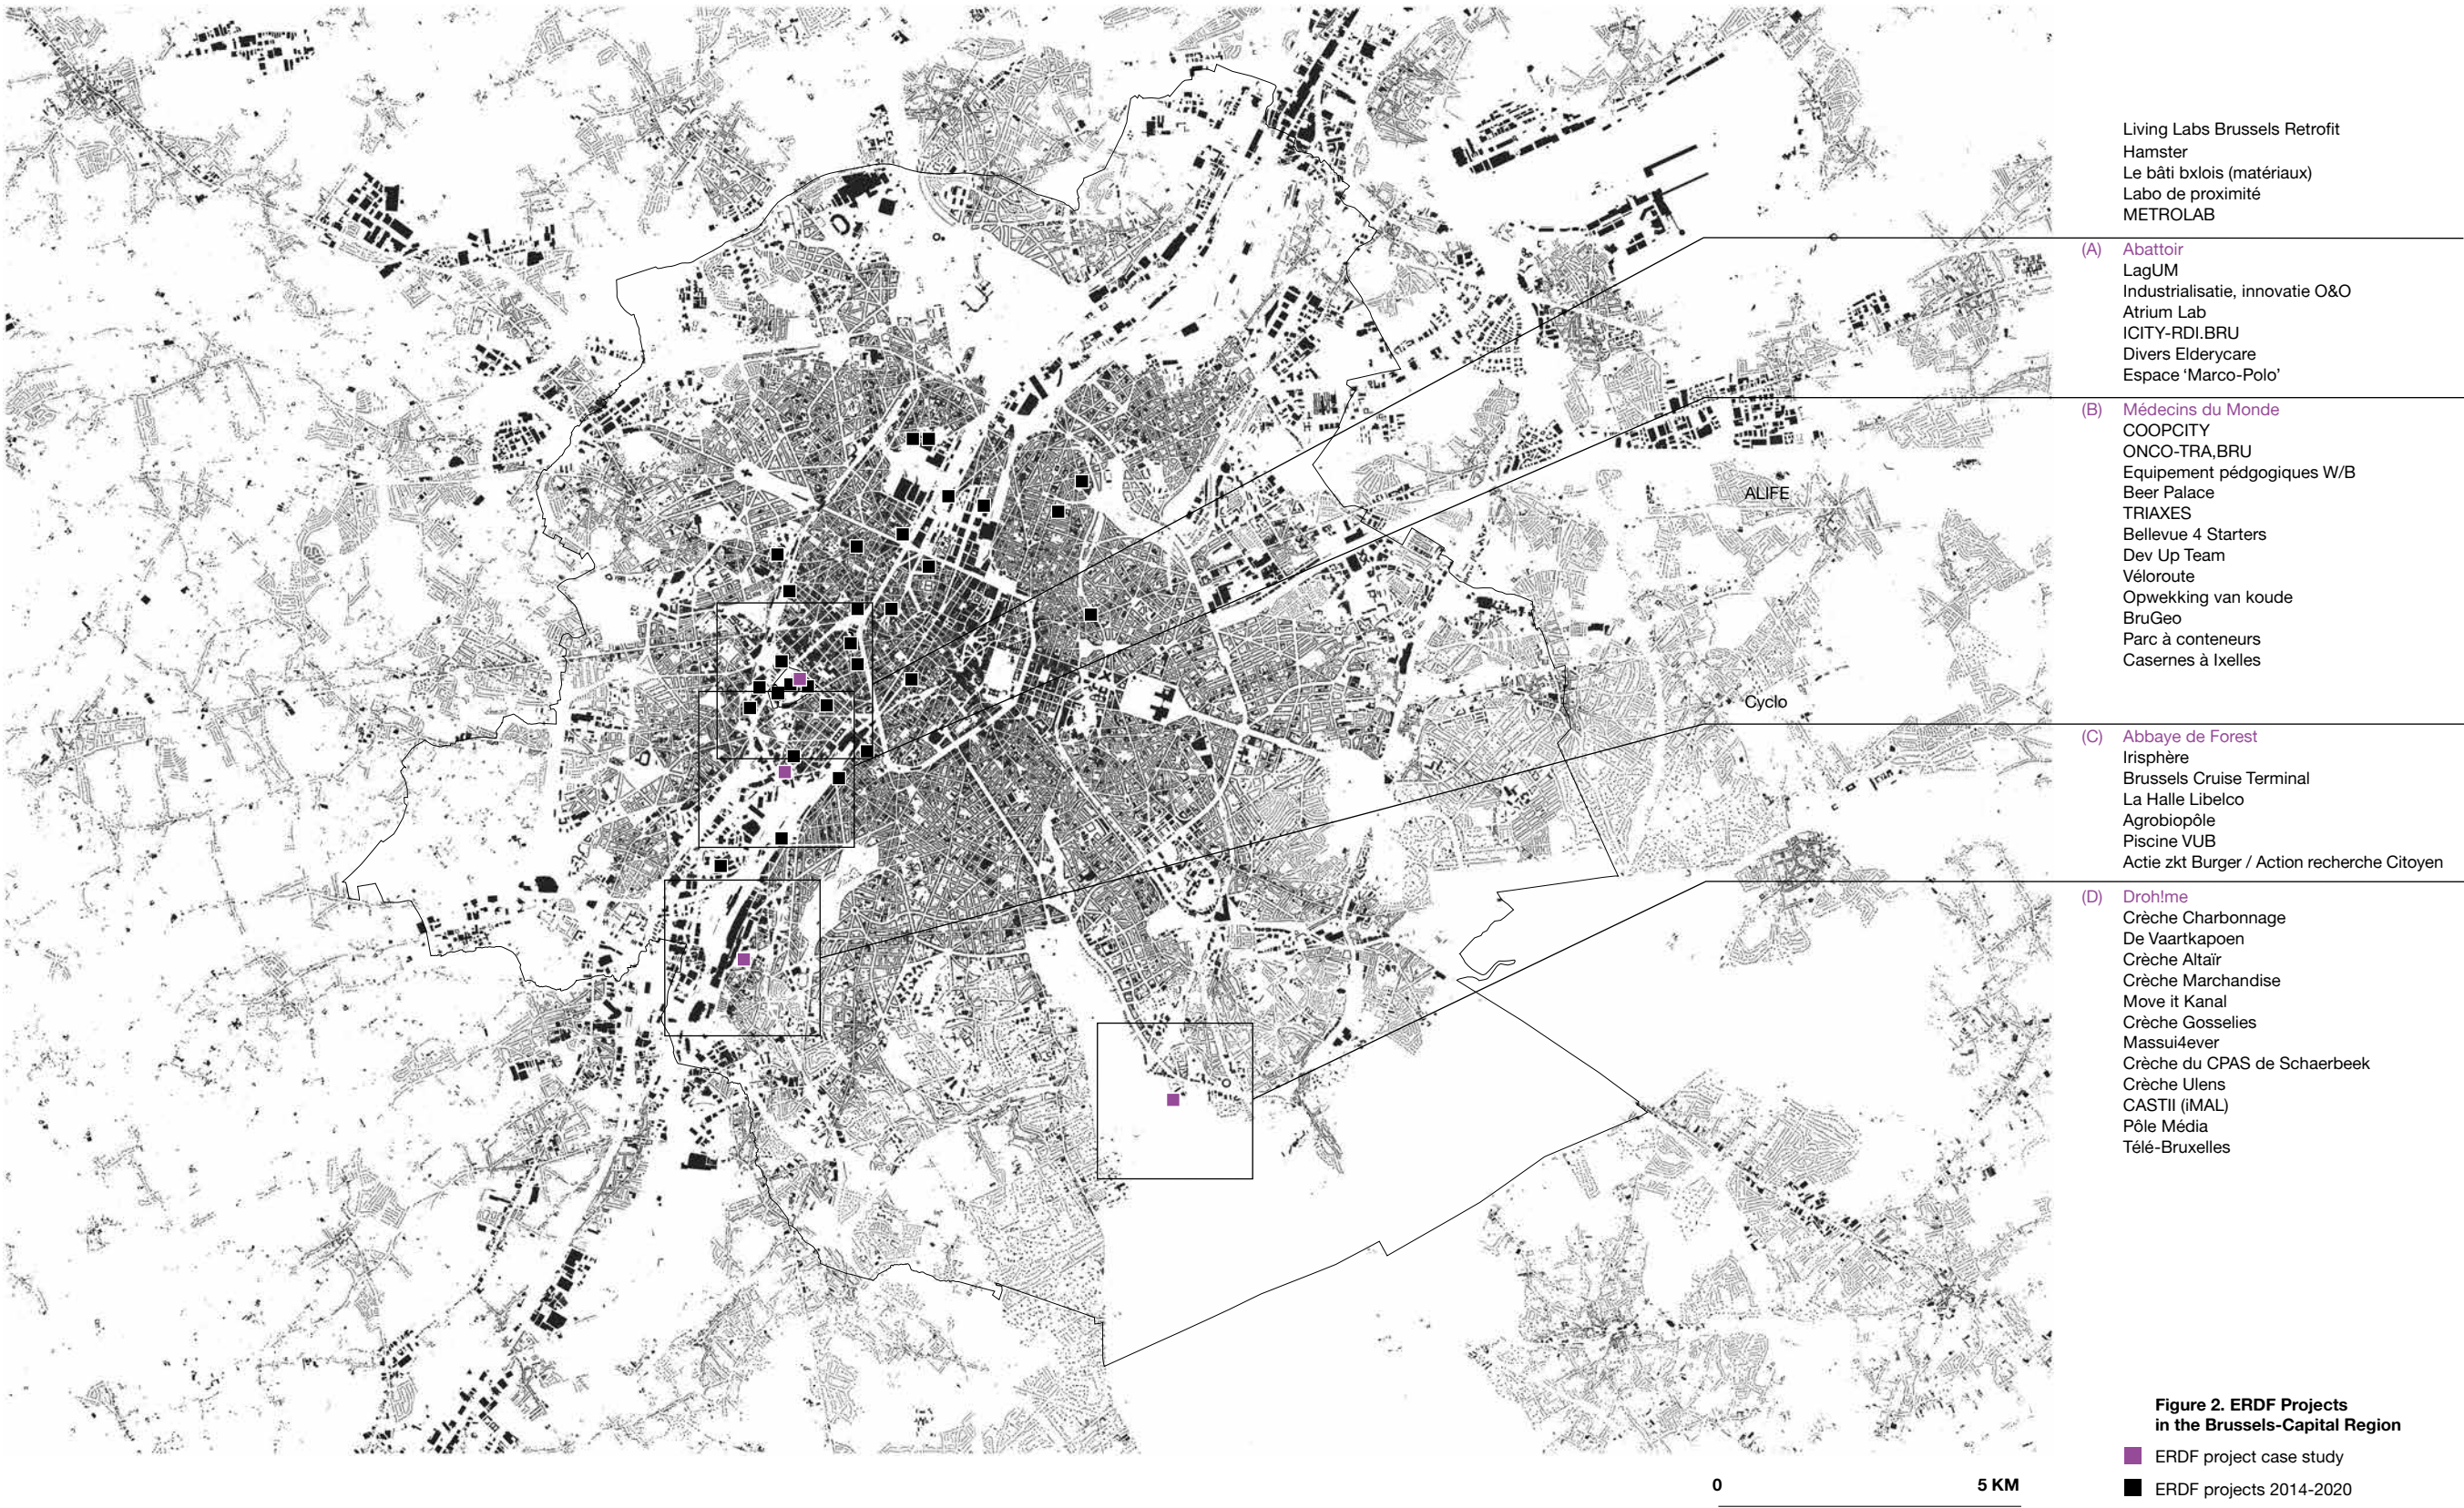 Living Labs Brussels Retrofit
Hamster
Le bâti bxlois (matériaux)
Labo de proximité
METROLAB
(A) Abattoir
LagUM
Industrialisatie, innovatie O&O
Atrium Lab
ICITY-RDI.BRU
Divers Elderycare
Espace ‘Marco-Polo’
(B) Médecins du Monde
COOPCITY
ONCO-TRA,BRU
Equipement pédgogiques W/B
Beer Palace
TRIAXES
Bellevue 4 Starters
Dev Up Team
Véloroute
Opwekking van koude
BruGeo
Parc à conteneurs
Casernes à Ixelles
ALIFE
Cyclo
(C) Abbaye de Forest
Irisphère
Brussels Cruise Terminal
La Halle Libelco
Agrobiopôle
Piscine VUB
Actie zkt Burger / Action recherche Citoyen
(D) Droh!me
Crèche Charbonnage
De Vaartkapoen
Crèche Altaïr
Crèche Marchandise
Move it Kanal
Crèche Gosselies
Massui4ever
Crèche du CPAS de Schaerbeek
Crèche Ulens
CASTII (iMAL)
Pôle Média
Télé-Bruxelles
Figure 2. ERDF Projects
in the Brussels-Capital Region
ERDF project case study
ERDF projects 2014-2020
0 5 KM